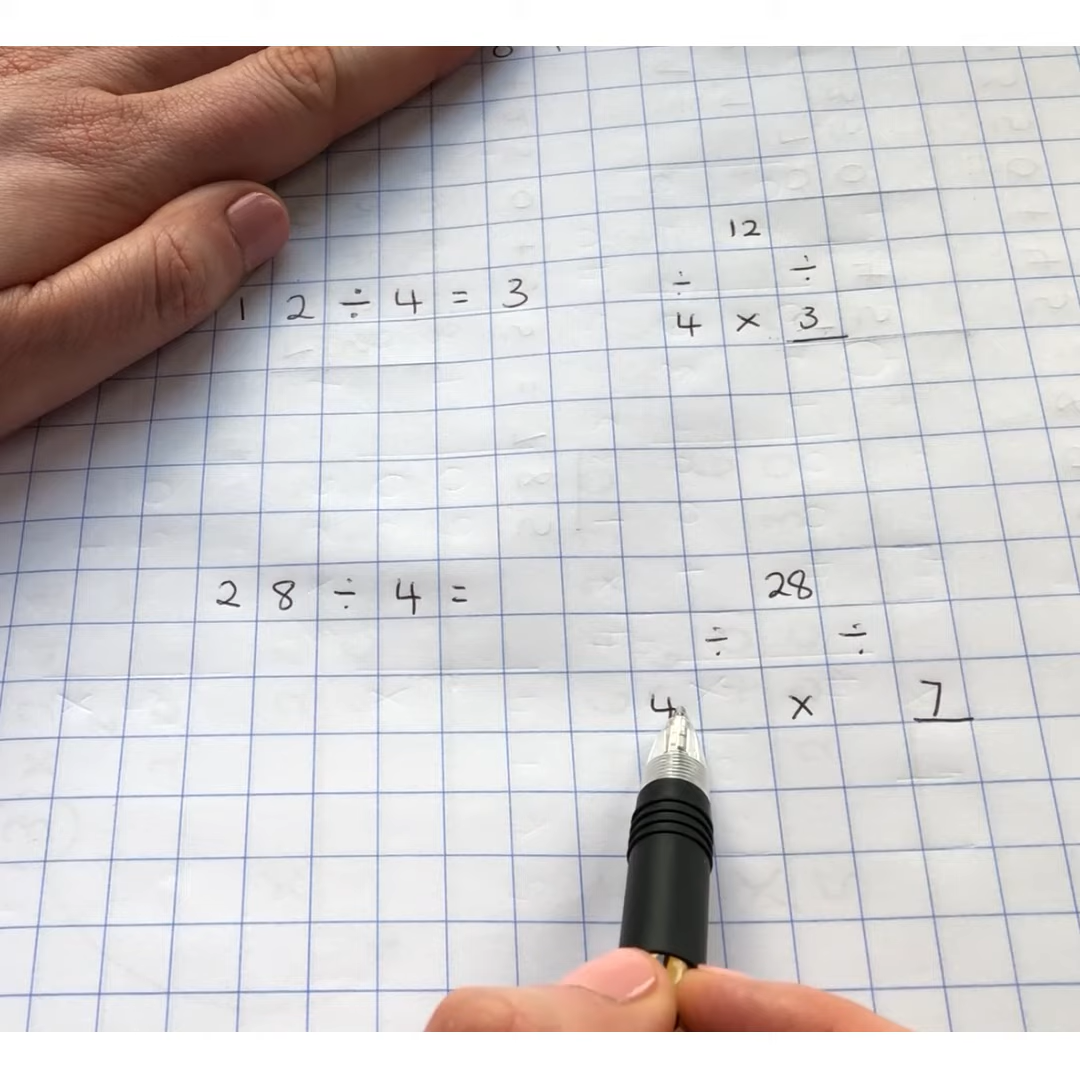 12 ÷ 4 = 3
12
÷ ÷
4 × 3
28 ÷ 4 =
28
÷ ÷
4 × 7